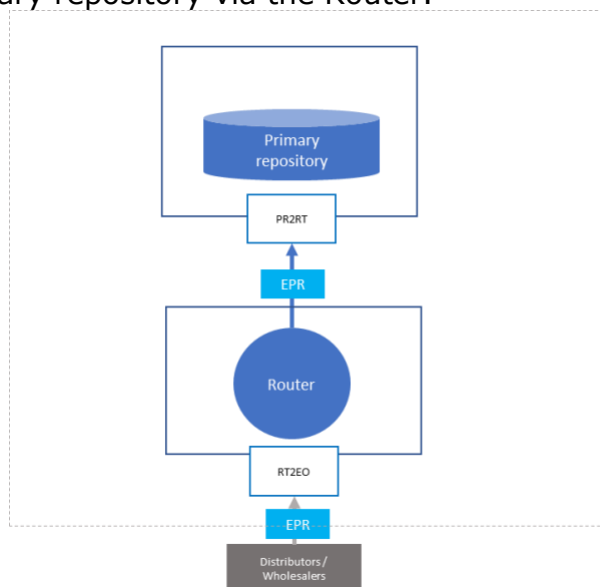 ary repository via the Router.
Primary
repository
PR2RT
EPR
Router
RT2EO
EPR
Distributors /
Wholesalers